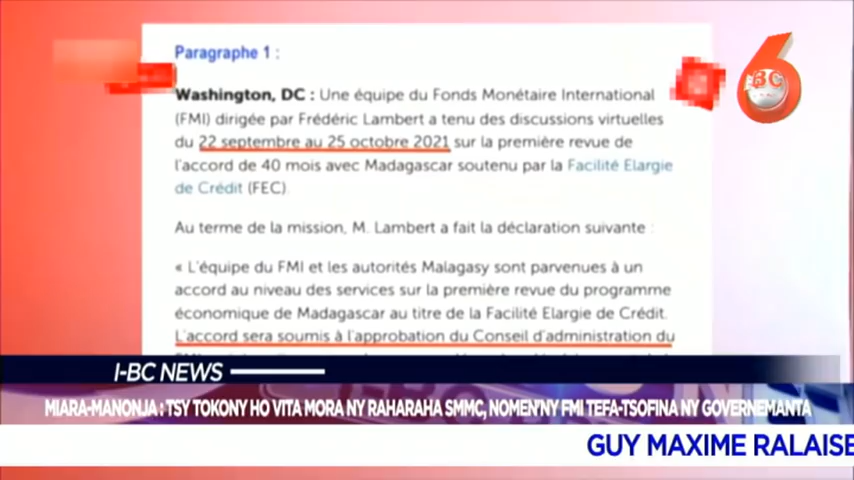 Paragraphe 1 :
BC
Washington, DC : Une équipe du Fonds Monétaire International
(FMI) dirigée par Frédéric Lambert a tenu des discussions virtuelles
du 22 septembre au 25 octobre 2021 sur la première revue de
l'accord de 40 mois avec Madagascar soutenu par la Facilité Elargie
de Crédit (FEC).
Au terme de la mission, M. Lambert a fait la déclaration suivante :
« L'équipe du FMI et les autorités Malagasy sont parvenues à un
accord au niveau des services sur la première revue du programme
économique de Madagascar au titre de la Facilité Elargie de Crédit.
L'accord sera soumis à l'approbation du Conseil d'administration du
I-BC NEWS
MIARA-MANONJA : TSY TOKONY HO VITA MORA NY RAHARAHA SMMC, NOMEN'NY FMI TEFA-TSOFINA NY GOVERNEMANTA
GUY MAXIME RALAISE